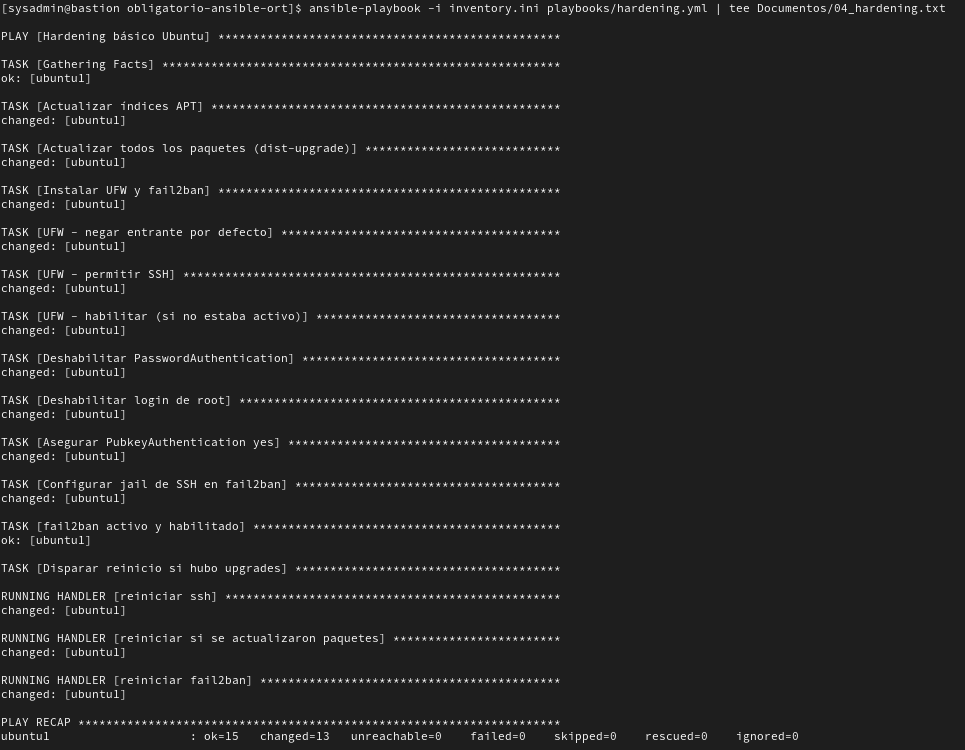 [sysadmin@bastion obligatorio-ansible-ort]$ ansible-playbook -i inventory.ini playbooks/hardening.yml | tee Documentos/04_hardening.txt
PLAY [Hardening básico Ubuntu] *************************************************
TASK [Gathering Facts] *********************************************************
ok: [ubuntu1]
TASK [Actualizar índices APT] **************************************************
changed: [ubuntu1]
TASK [Actualizar todos los paquetes (dist-upgrade)] ****************************
changed: [ubuntu1]
TASK [Instalar UFW y fail2ban] *************************************************
changed: [ubuntu1]
TASK [UFW - negar entrante por defecto] ****************************************
changed: [ubuntu1]
TASK [UFW - permitir SSH] ******************************************************
changed: [ubuntu1]
TASK [UFW - habilitar (si no estaba activo)] ***********************************
changed: [ubuntu1]
TASK [Deshabilitar PasswordAuthentication] *************************************
changed: [ubuntu1]
TASK [Deshabilitar login de root] **********************************************
changed: [ubuntu1]
TASK [Asegurar PubkeyAuthentication yes] ***************************************
changed: [ubuntu1]
TASK [Configurar jail de SSH en fail2ban] **************************************
changed: [ubuntu1]
TASK [fail2ban activo y habilitado] ********************************************
ok: [ubuntu1]
TASK [Disparar reinicio si hubo upgrades] **************************************
RUNNING HANDLER [reiniciar ssh] ************************************************
changed: [ubuntu1]
RUNNING HANDLER [reiniciar si se actualizaron paquetes] ************************
changed: [ubuntu1]
RUNNING HANDLER [reiniciar fail2ban] *******************************************
changed: [ubuntu1]
PLAY RECAP *********************************************************************
ubuntu1                    : ok=15   changed=13   unreachable=0    failed=0    skipped=0    rescued=0    ignored=0